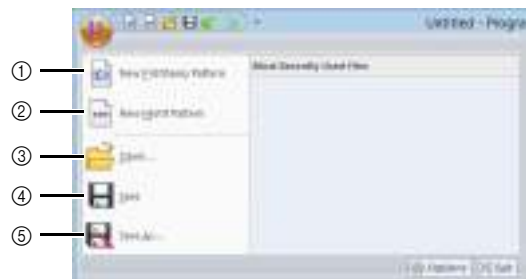 Untitled - Progra
① New Embroidery Pattern
Most Recently Used Files
② New Motif Pattern
③ Open...
④ Save
⑤ Save As...
Options Exit